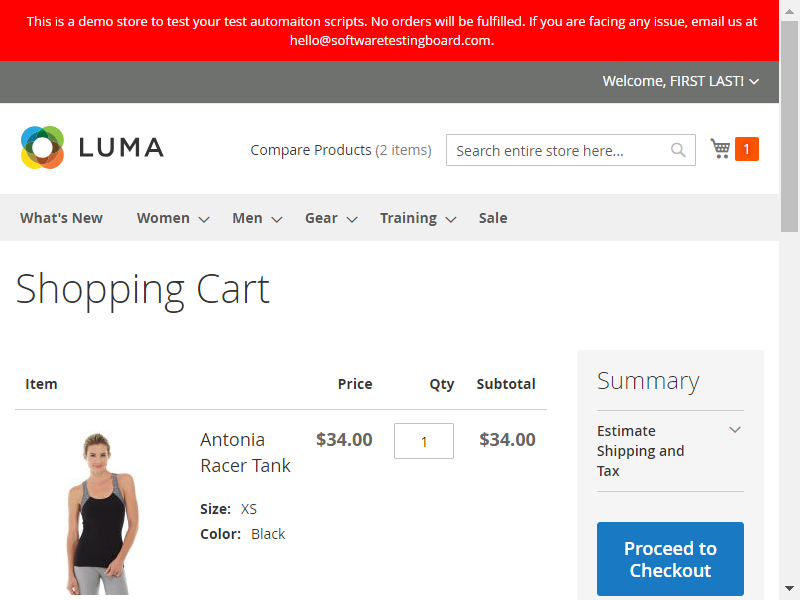 This is a demo store to test your test automaiton scripts. No orders will be fulfilled. If you are facing any issue, email us at
hello@softwaretestingboard.com.
Welcome, FIRST LAST!
LUMA
Compare Products (2 items)
Search entire store here...
1
What's New
Women
Men
Gear
Training
Sale
Shopping Cart
Item
Price
Qty
Subtotal
Antonia
Racer Tank
$34.00
1
$34.00
Size: XS
Color: Black
Summary
Estimate
Shipping and
Tax
Proceed to
Checkout